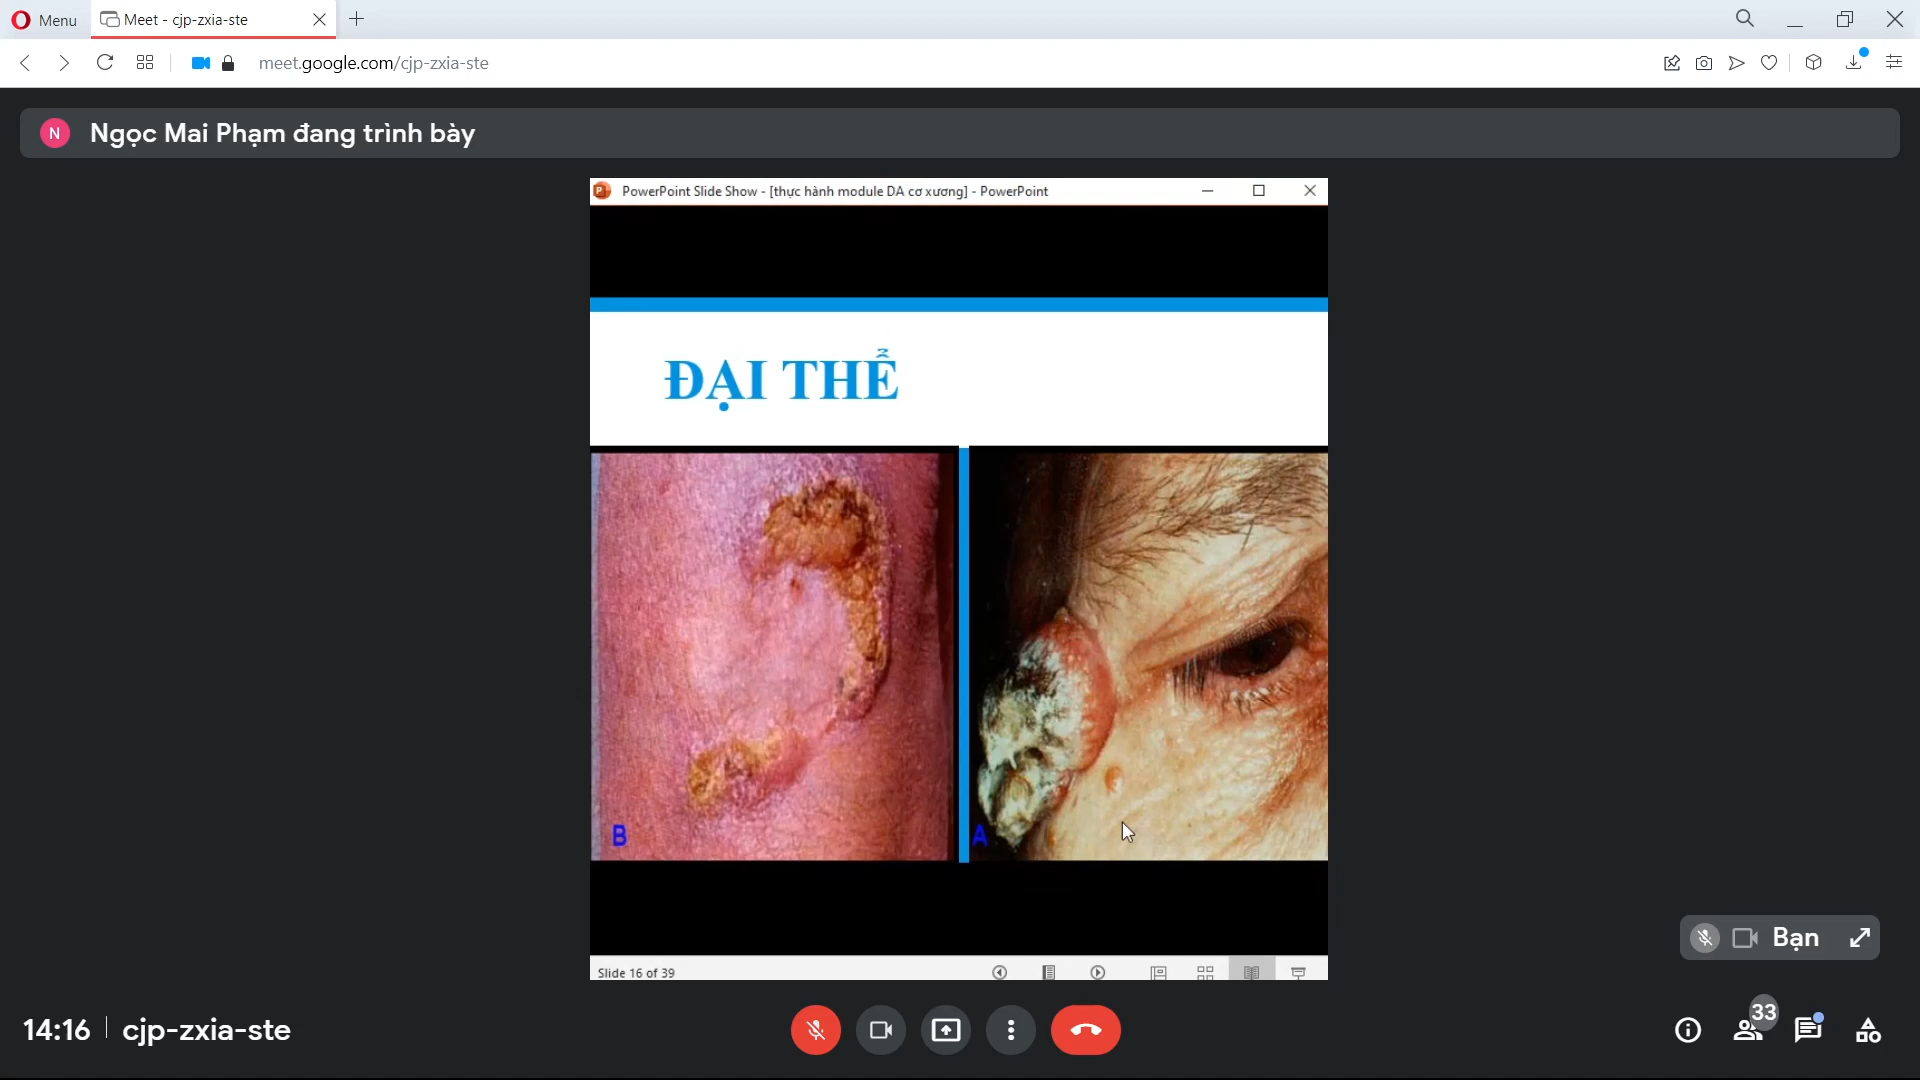 Menu
Meet - cjp-zxia-ste
meet.google.com/cjp-zxia-ste
N
Ngọc Mai Phạm đang trình bày
PowerPoint Slide Show - [thực hành module DA cơ xương] - PowerPoint
ĐẠI THỂ
B
A
Bạn
Slide 16 of 39
14:16
cjp-zxia-ste
33